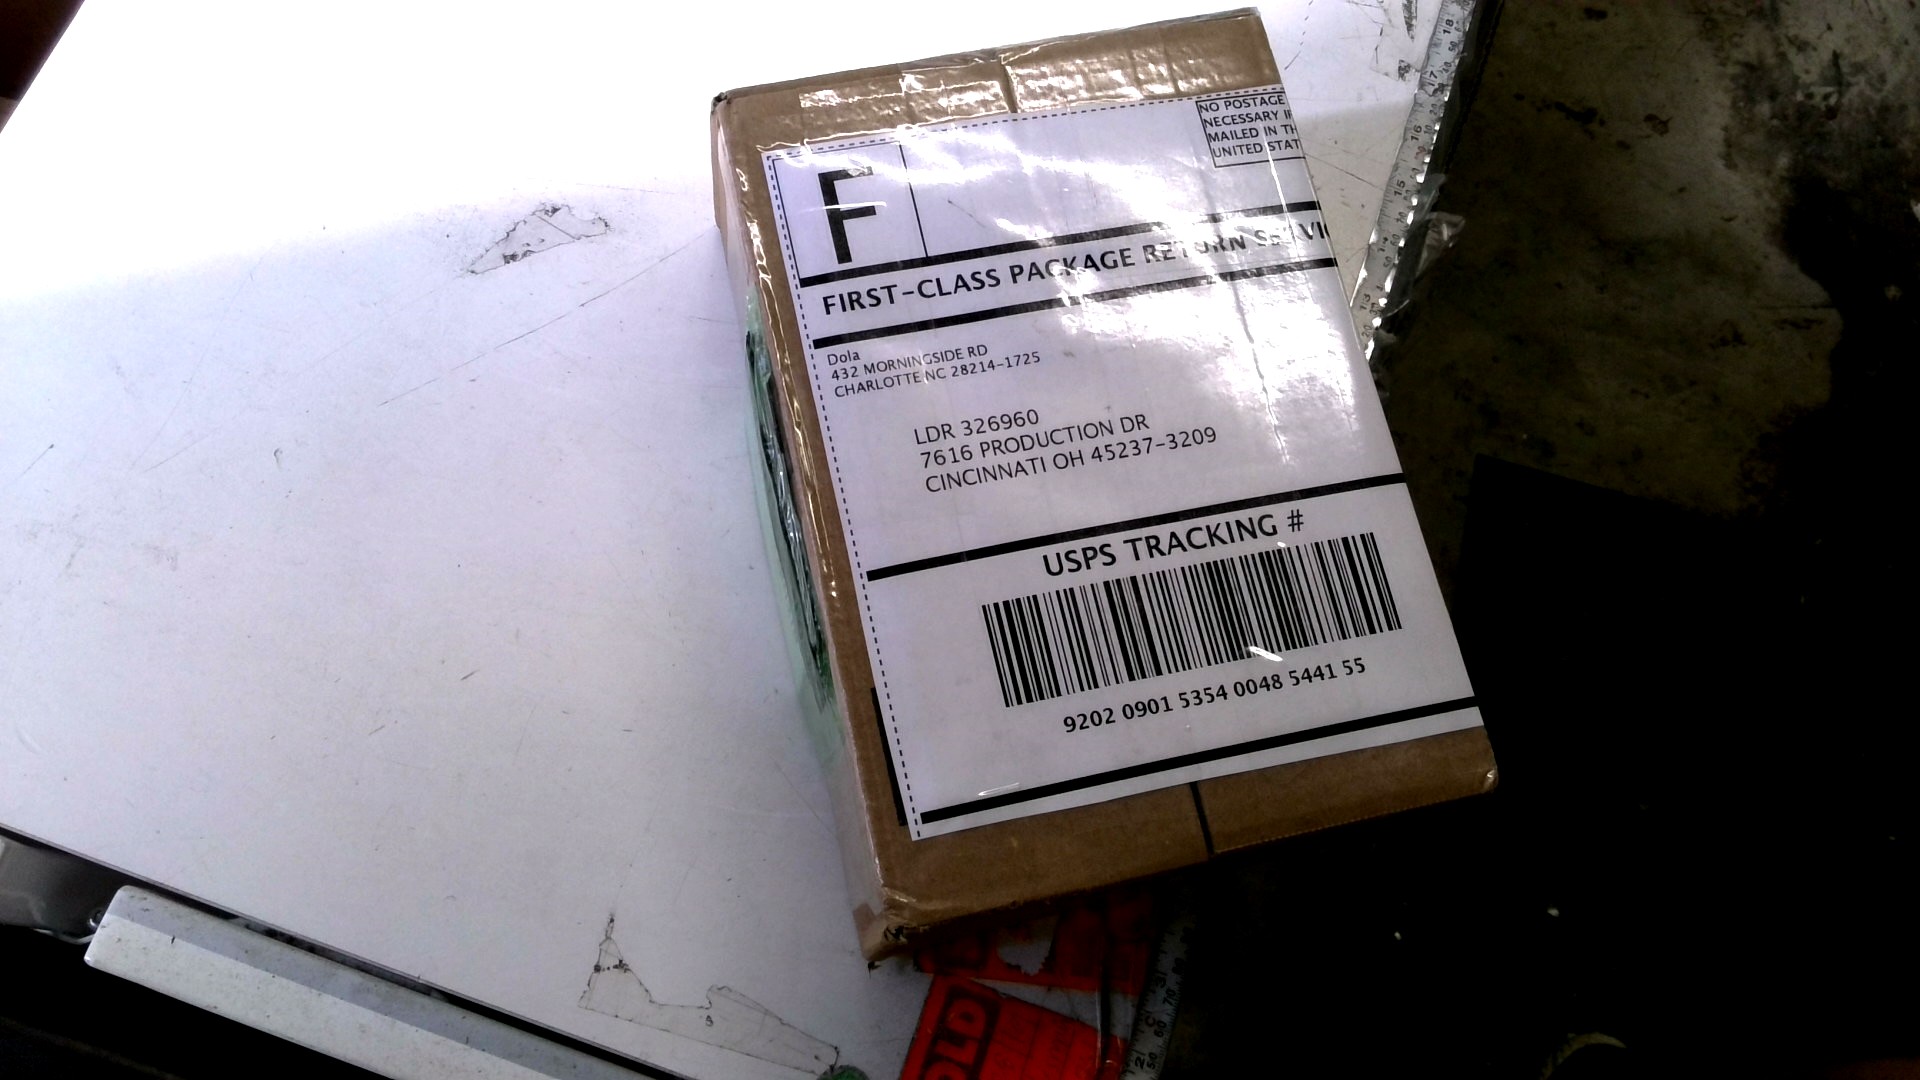 NO POSTAGE
NECESSARY
MAILED IN
UNITED
F
FIRST-CLASS PACKAGE RETURN
Dola
432 MORNINGSIDE RD
CHARLOTTE NC 28214-1725
LDR 326960
7616 PRODUCTION DR
CINCINNATI OH 45237-3209
USPS TRACKING #
9202 0901 5354 0048 5441 55